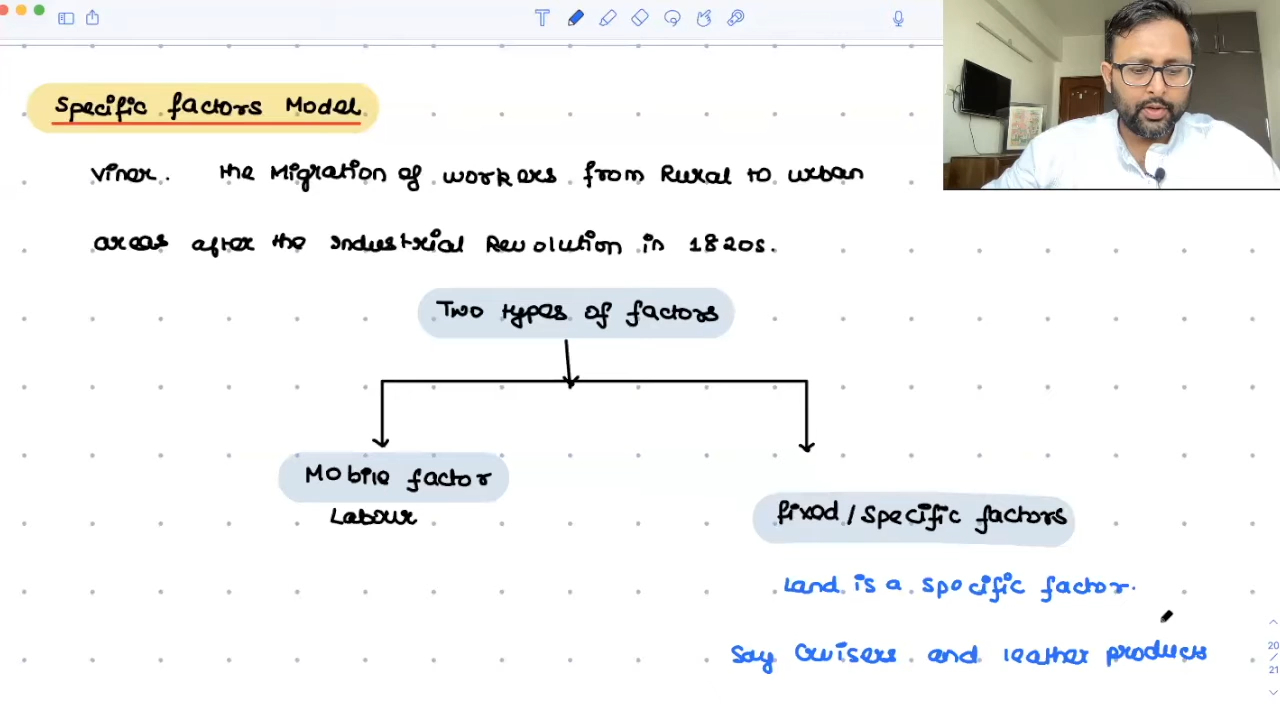 Specific factors Model
Viner. The Migration of workers from Rural to urban
areas after the Industrial Revolution in 1820s.
Two types of factors
Mobile factor
Labour
fixed/specific factors
Land is a specific factor.
Say Cruisers and leather products
20
/
21